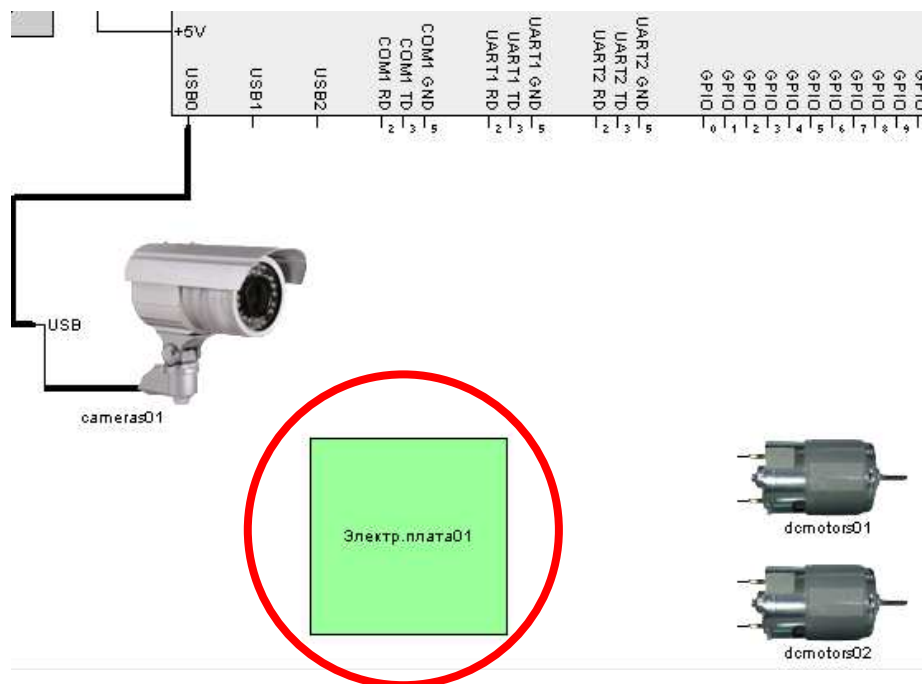 +5V
USB0
USB1
USB2
COM1 RD
COM1 TD
COM1 GND
UART1 RD
UART1 TD
UART1 GND
UART2 RD
UART2 TD
UART2 GND
GPIO
GPIO
GPIO
GPIO
GPIO
GPIO
GPIO
GPIO
GPIO
GPIO
GPIO
2 3 5 2 3 5 2 3 5 0 1 2 3 4 5 6 7 8 9
USB
cameras01
Электр.плата01
dcmotors01
dcmotors02